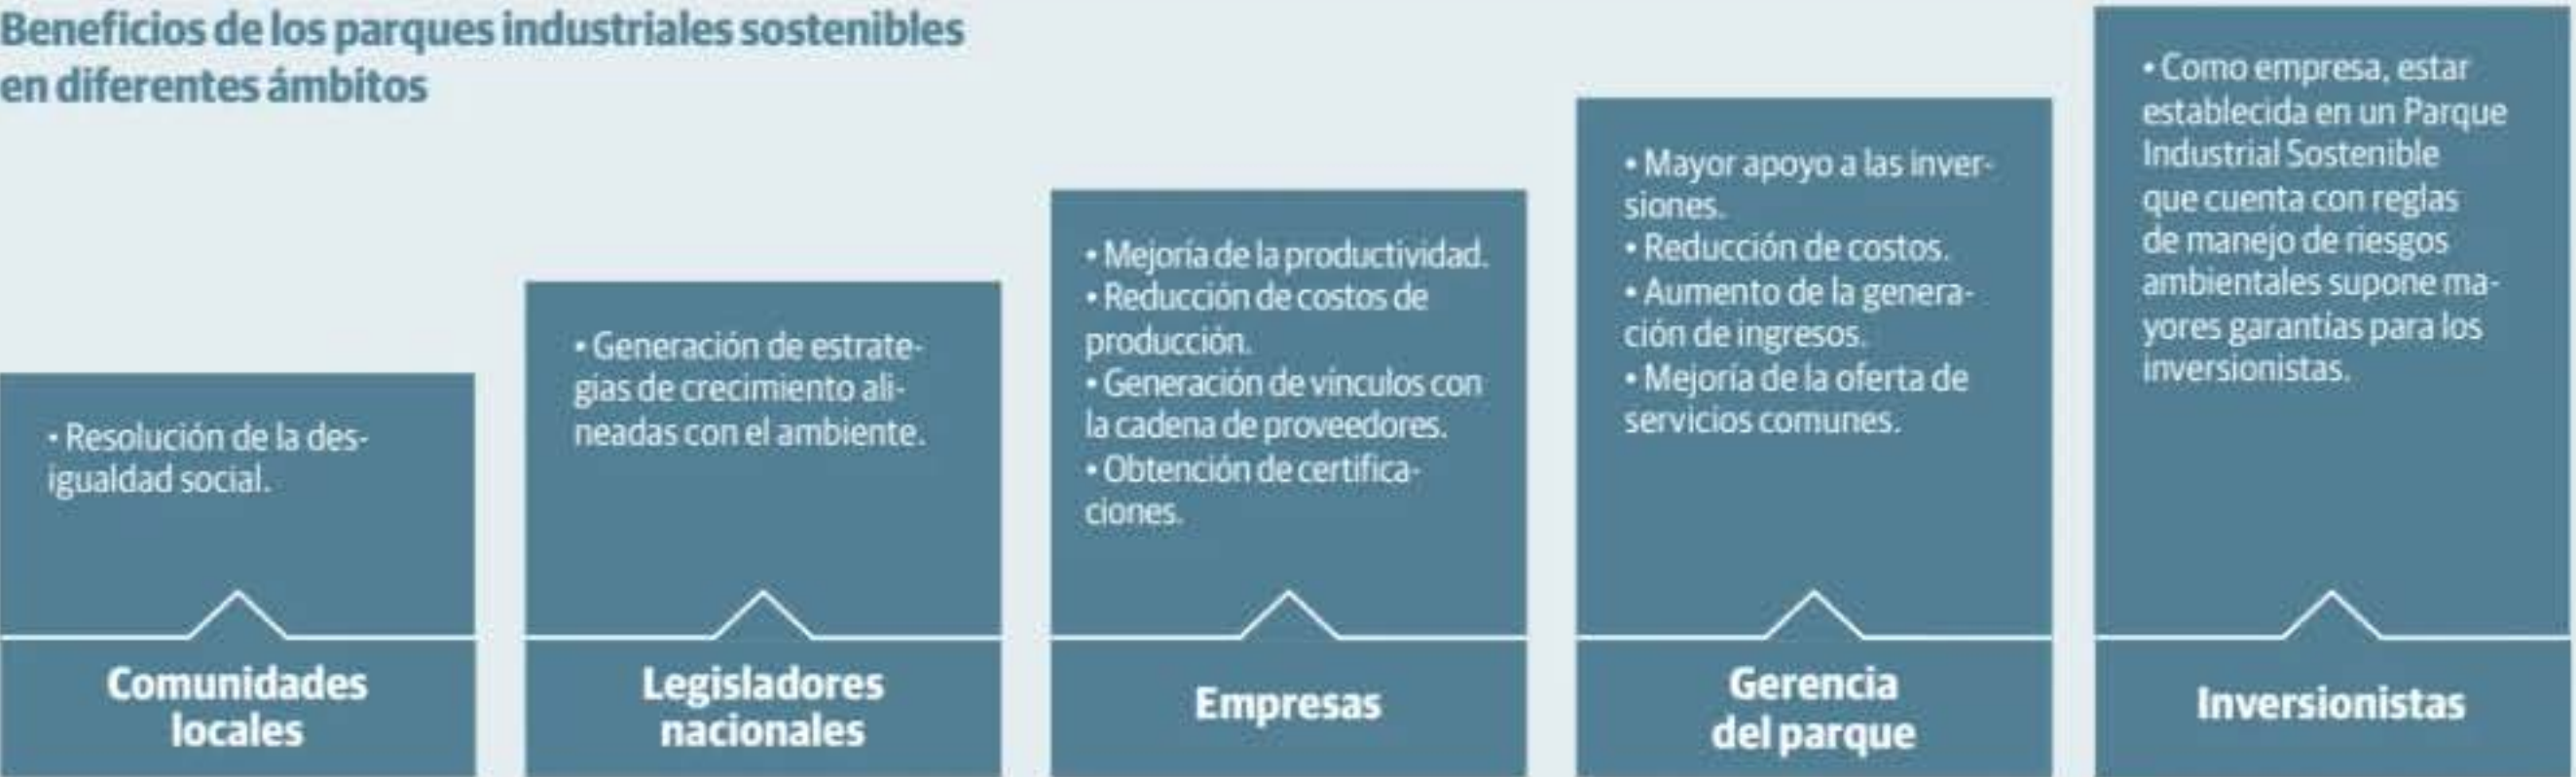 Beneficios de los parques industriales sostenibles
en diferentes ámbitos
• Resolución de la des-
igualdad social.
Comunidades
locales
• Generación de estrate-
gias de crecimiento ali-
neadas con el ambiente.
Legisladores
nacionales
• Mejoría de la productividad.
• Reducción de costos de
producción.
• Generación de vínculos con
la cadena de proveedores.
• Obtención de certifica-
ciones.
Empresas
• Mayor apoyo a las inver-
siones.
• Reducción de costos.
• Aumento de la genera-
ción de ingresos.
• Mejoría de la oferta de
servicios comunes.
Gerencia
del parque
• Como empresa, estar
establecida en un Parque
Industrial Sostenible
que cuenta con reglas
de manejo de riesgos
ambientales supone ma-
yores garantías para los
inversionistas.
Inversionistas